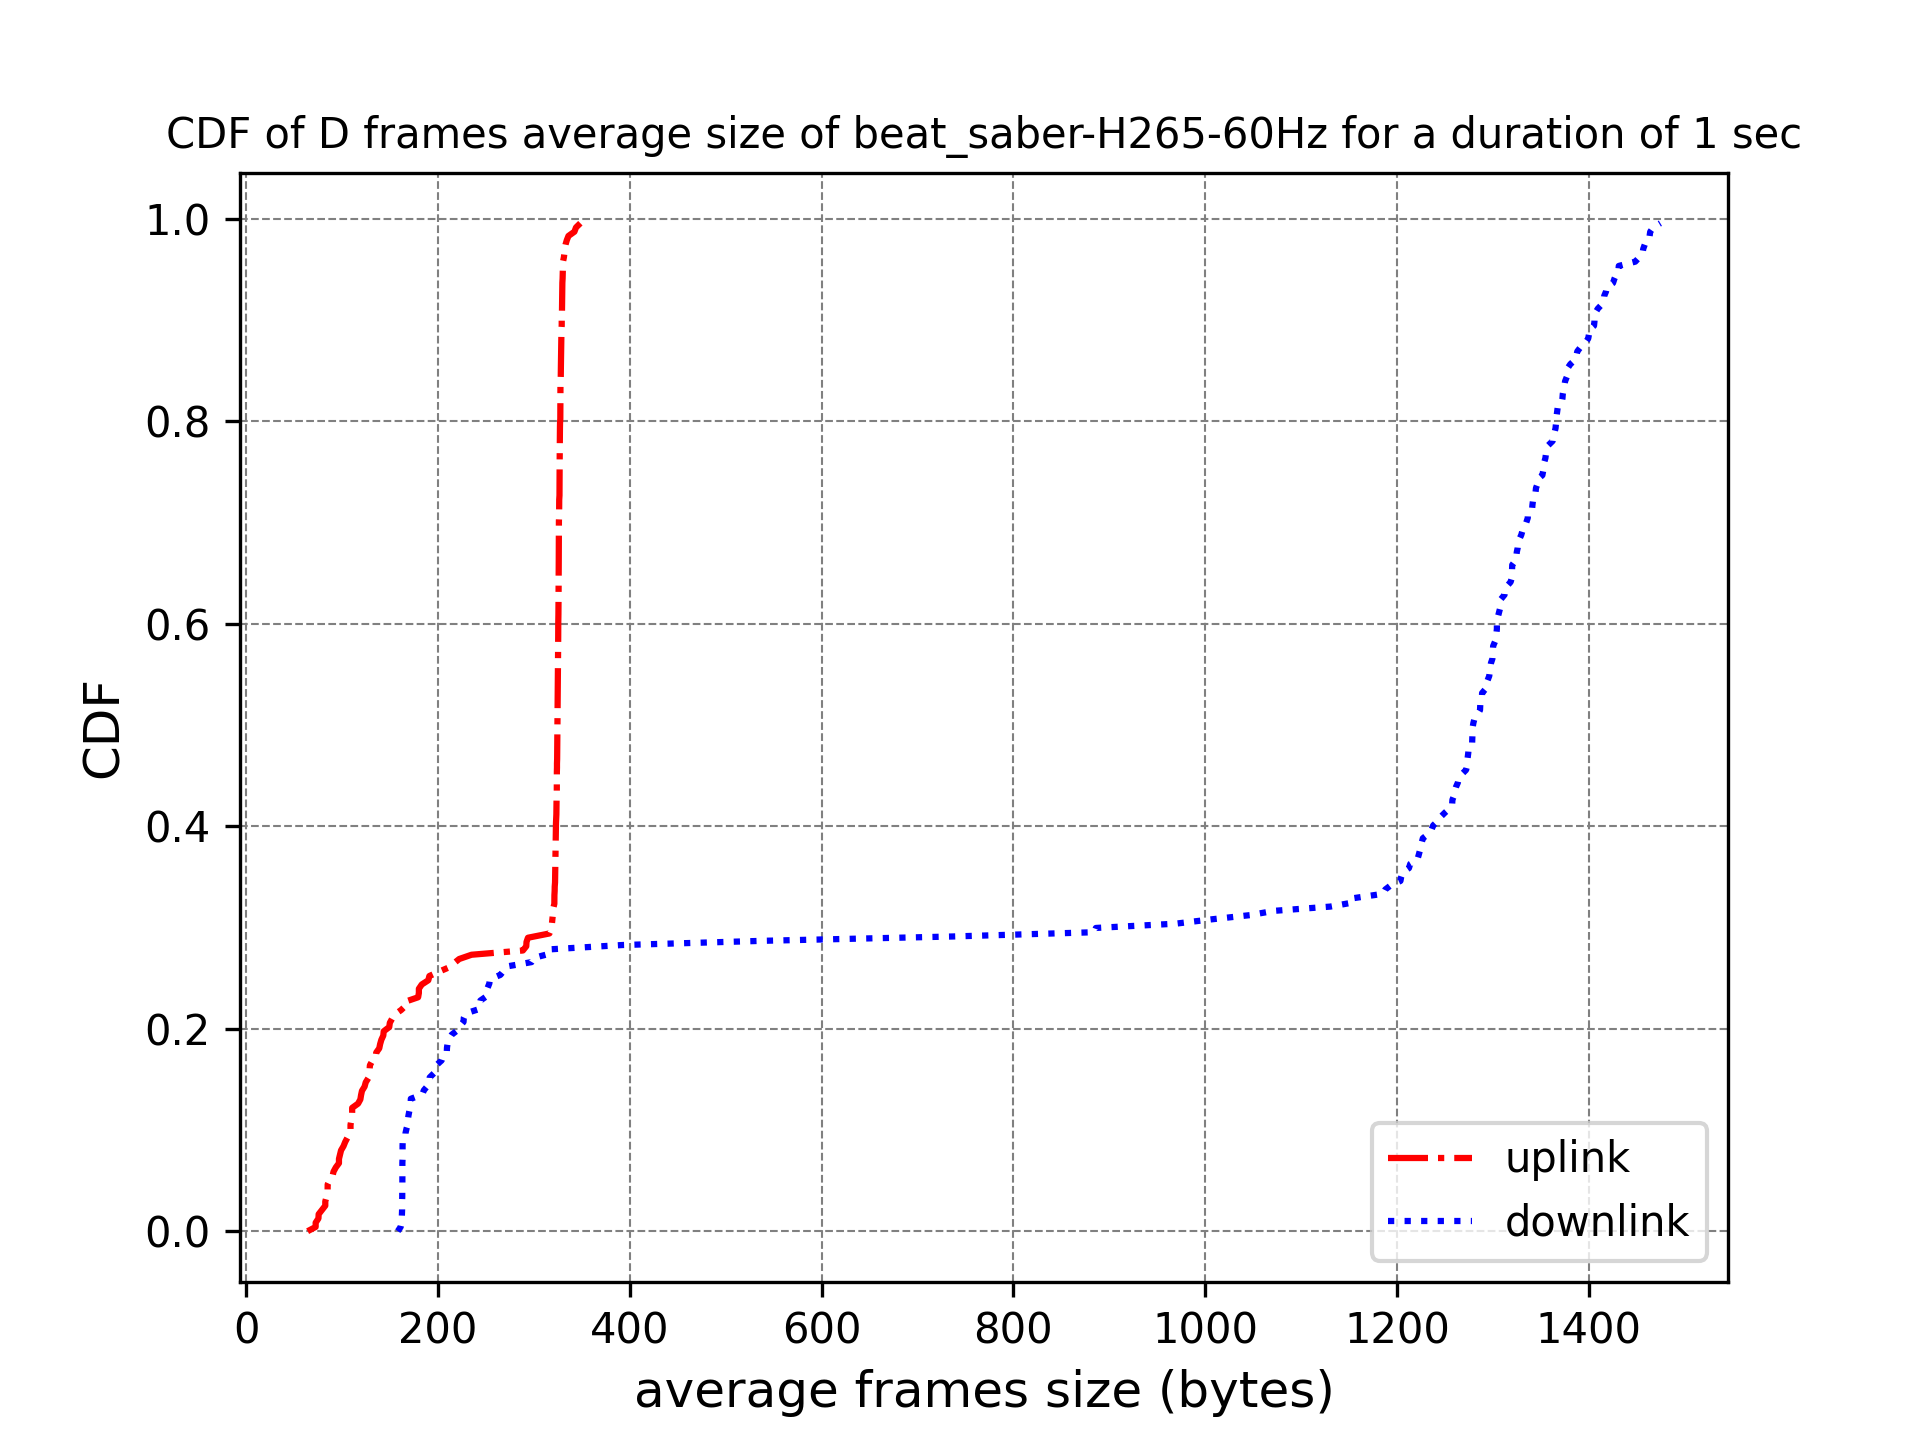 CDF of D frames average size of beat_saber-H265-60Hz for a duration of 1 sec
1.0
0.8
0.6
0.4
0.2
0.0
CDF
uplink
downlink
0 200 400 600 800 1000 1200 1400
average frames size (bytes)